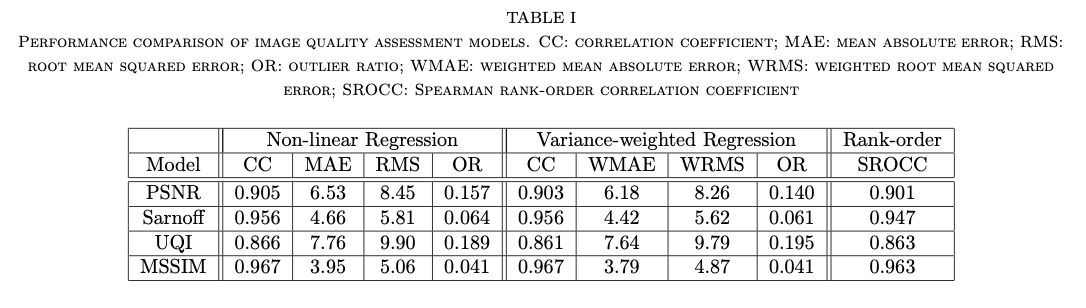 TABLE I
Performance comparison of image quality assessment models. CC: correlation coefficient; MAE: mean absolute error; RMS:
root mean squared error; OR: outlier ratio; WMAE: weighted mean absolute error; WRMS: weighted root mean squared
error; SROCC: Spearman rank-order correlation coefficient
Non-linear Regression Variance-weighted Regression Rank-order
Model CC MAE RMS OR CC WMAE WRMS OR SROCC
PSNR 0.905 6.53 8.45 0.157 0.903 6.18 8.26 0.140 0.901
Sarnoff 0.956 4.66 5.81 0.064 0.956 4.42 5.62 0.061 0.947
UQI 0.866 7.76 9.90 0.189 0.861 7.64 9.79 0.195 0.863
MSSIM 0.967 3.95 5.06 0.041 0.967 3.79 4.87 0.041 0.963